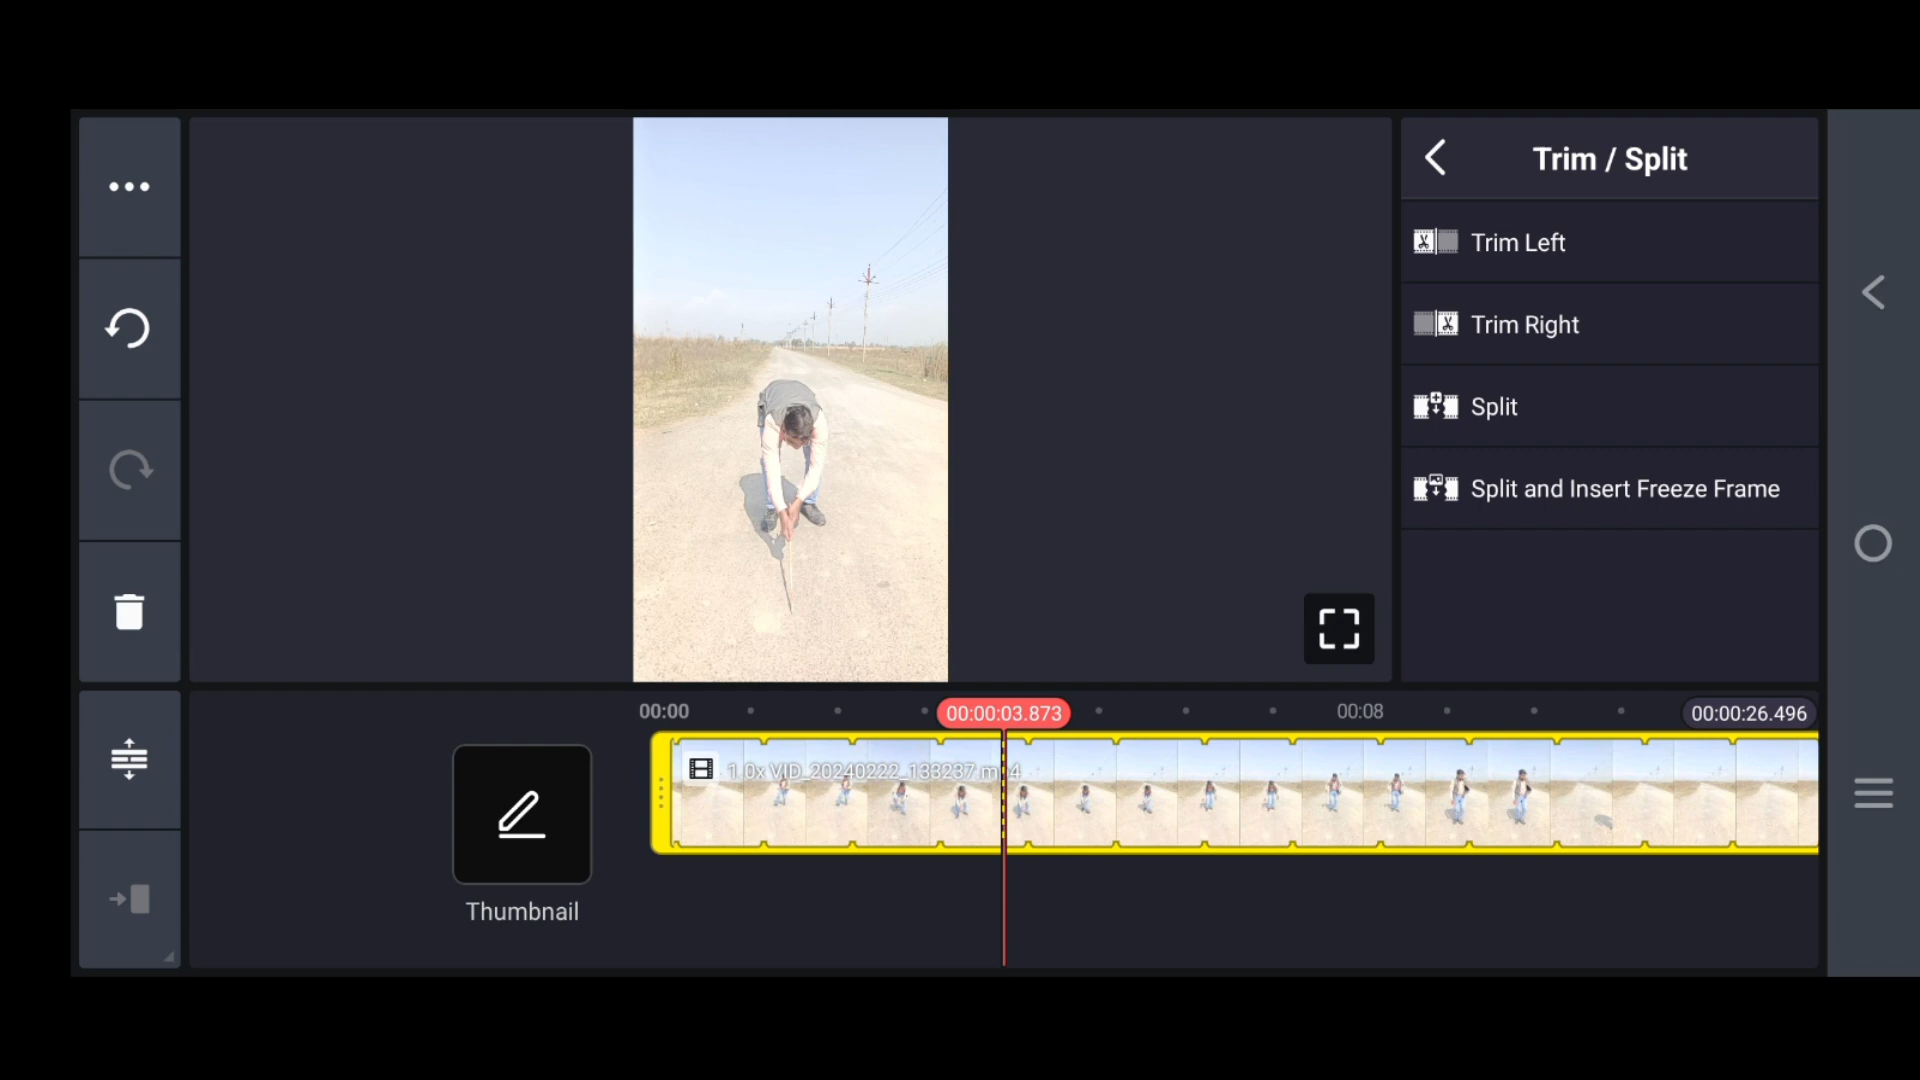 Trim / Split
Trim Left
Trim Right
Split
Split and Insert Freeze Frame
00:00
00:00:03.873
00:08
00:00:26.496
1.0x VID_20240222_133237.mp4
Thumbnail